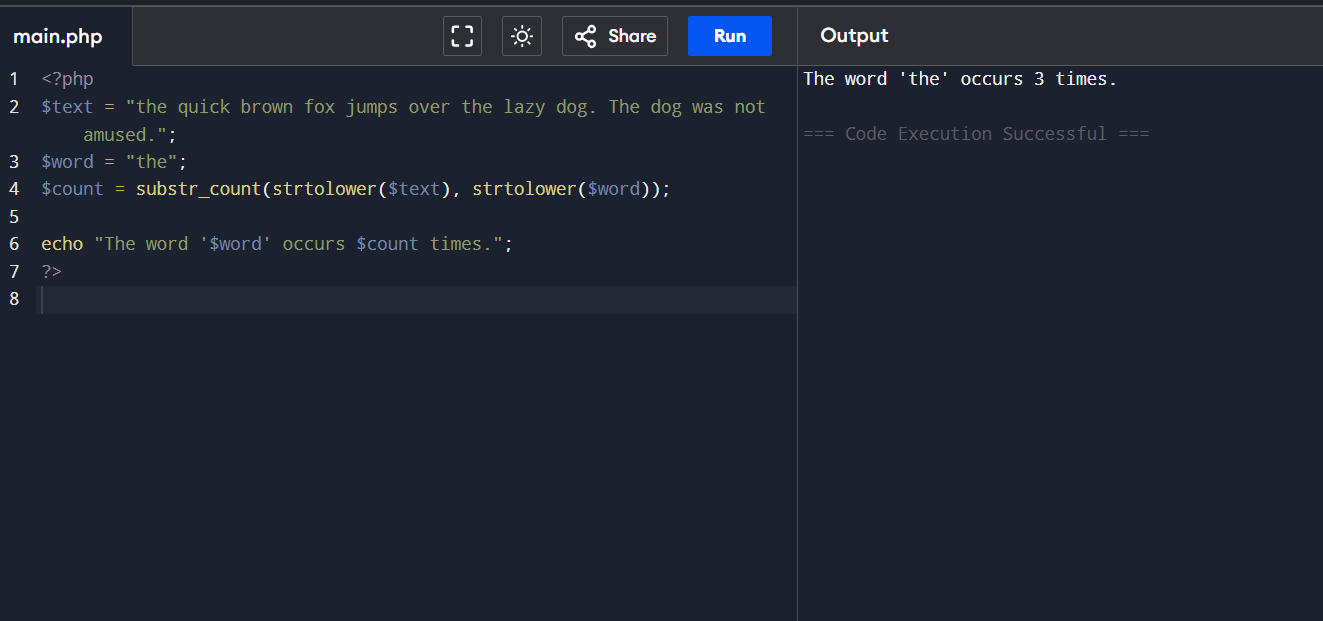 main.php
Share
Run
Output
1 <?php
2 $text = "the quick brown fox jumps over the lazy dog. The dog was not
amused.";
3 $word = "the";
4 $count = substr_count(strtolower($text), strtolower($word));
5
6 echo "The word '$word' occurs $count times.";
7 ?>
8
The word 'the' occurs 3 times.
=== Code Execution Successful ===